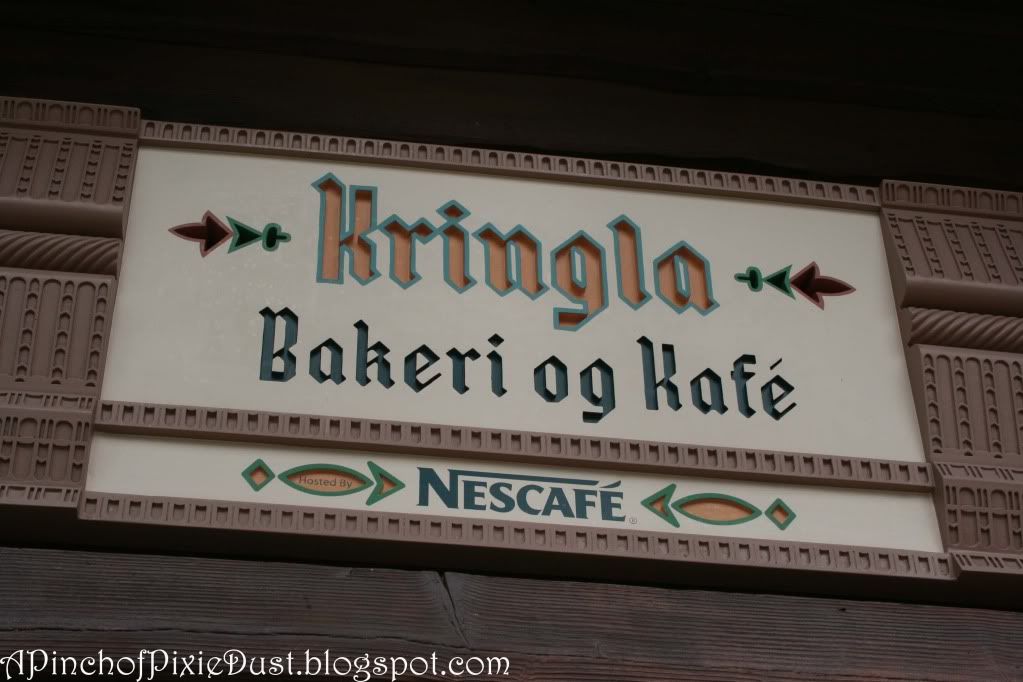 Kringla
Bakeri og Kafé
Hosted By NESCAFÉ®
APinchofPixieDust.blogspot.com